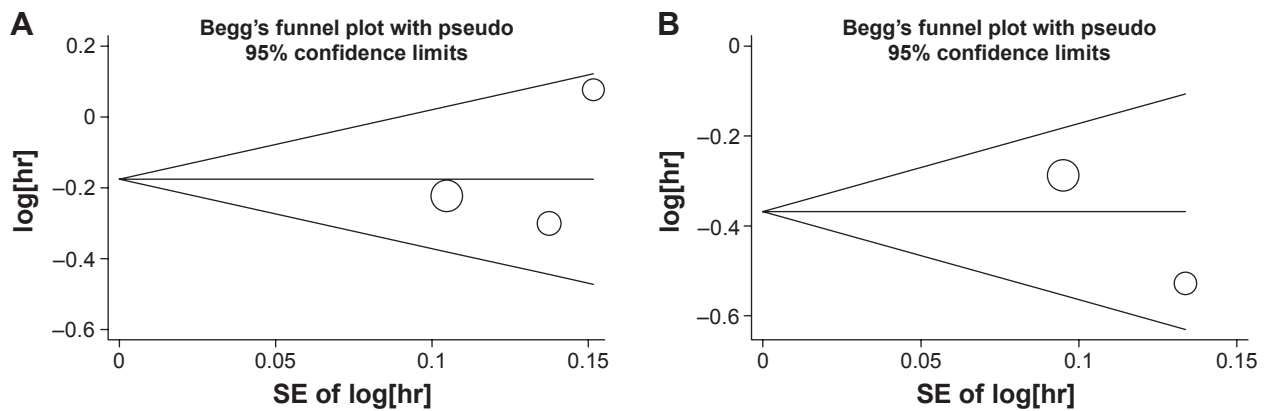 A
Begg's funnel plot with pseudo
95% confidence limits
0.2
0
–0.2
–0.4
–0.6
log[hr]
0
0.05
0.1
0.15
SE of log[hr]
B
Begg's funnel plot with pseudo
95% confidence limits
0
–0.2
–0.4
–0.6
log[hr]
0
0.05
0.1
0.15
SE of log[hr]